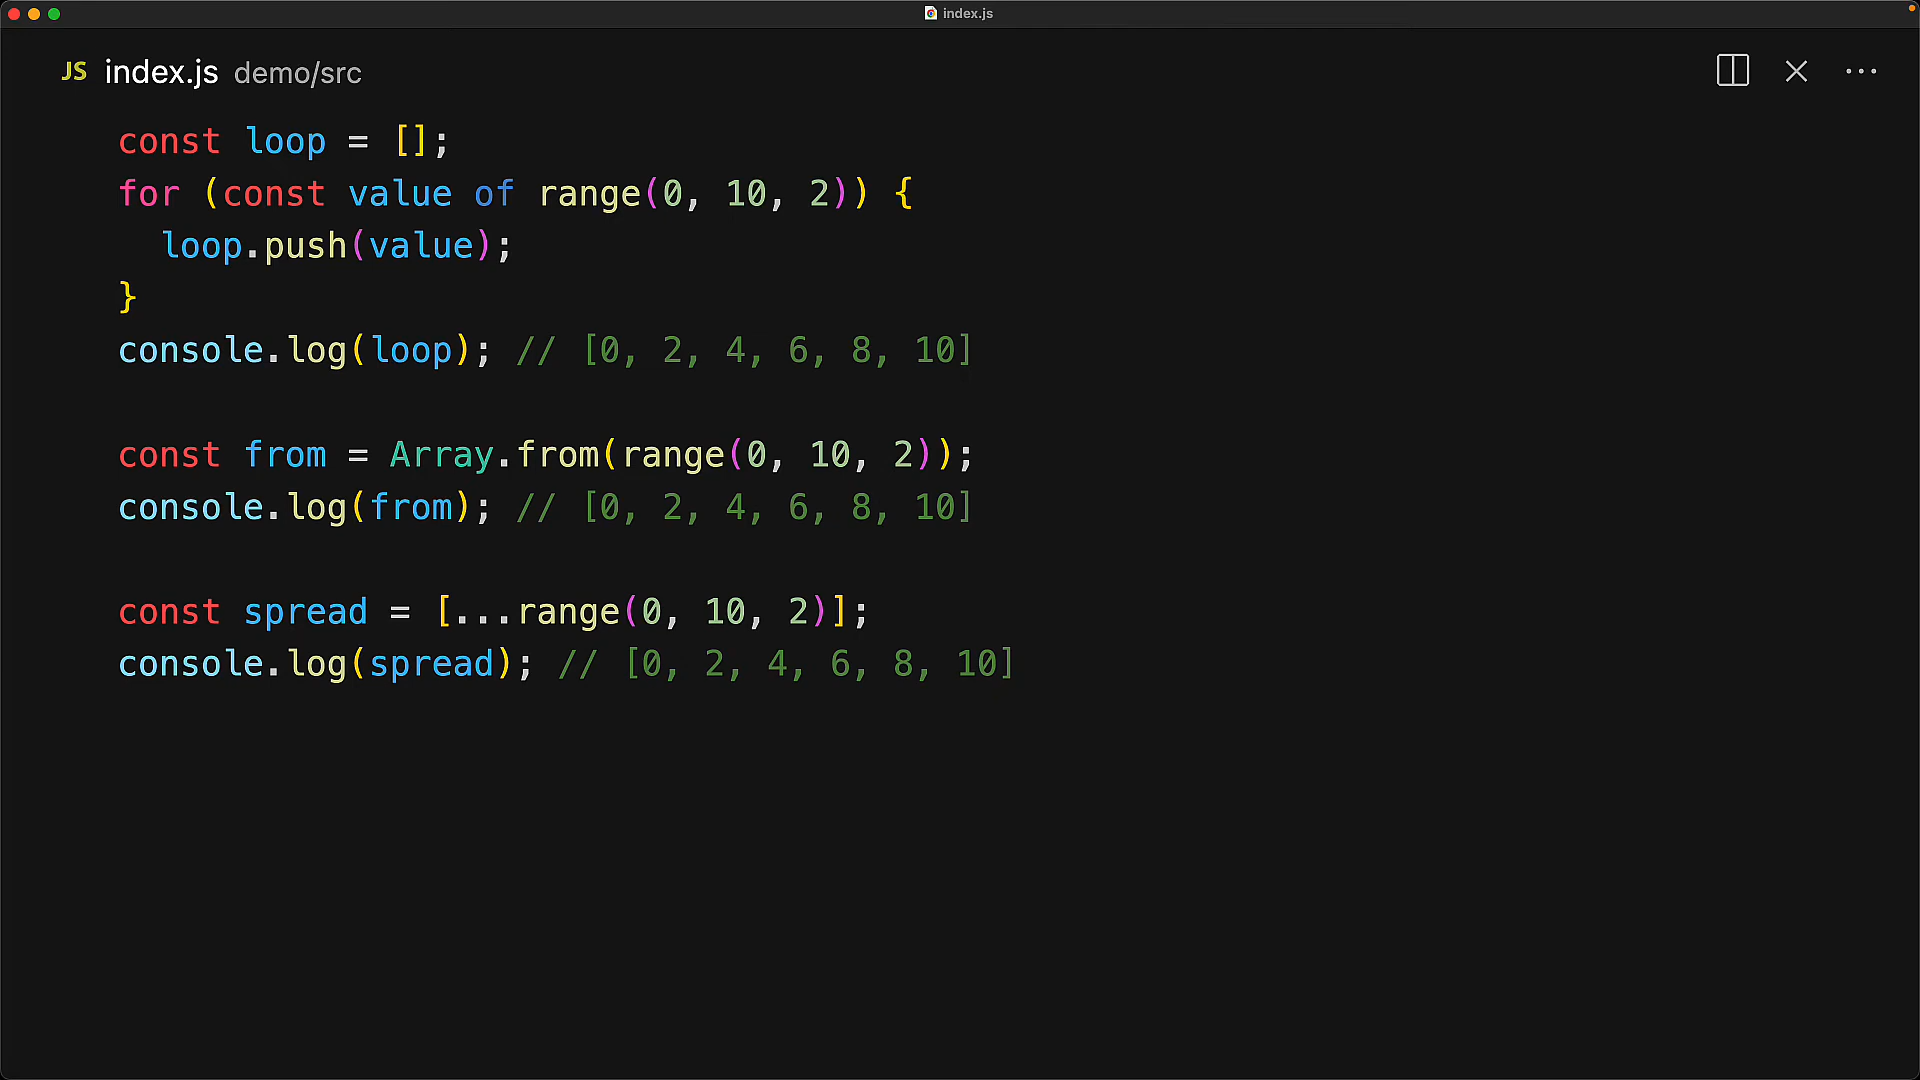 index.js
JS index.js demo/src
const loop = [];
for (const value of range(0, 10, 2)) {
  loop.push(value);
}
console.log(loop); // [0, 2, 4, 6, 8, 10]
const from = Array.from(range(0, 10, 2));
console.log(from); // [0, 2, 4, 6, 8, 10]
const spread = [...range(0, 10, 2)];
console.log(spread); // [0, 2, 4, 6, 8, 10]